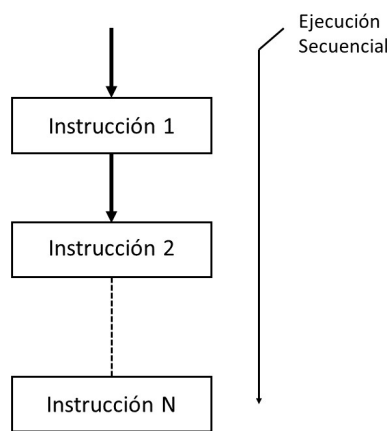 Ejecución
Secuencial
Instrucción 1
Instrucción 2
Instrucción N